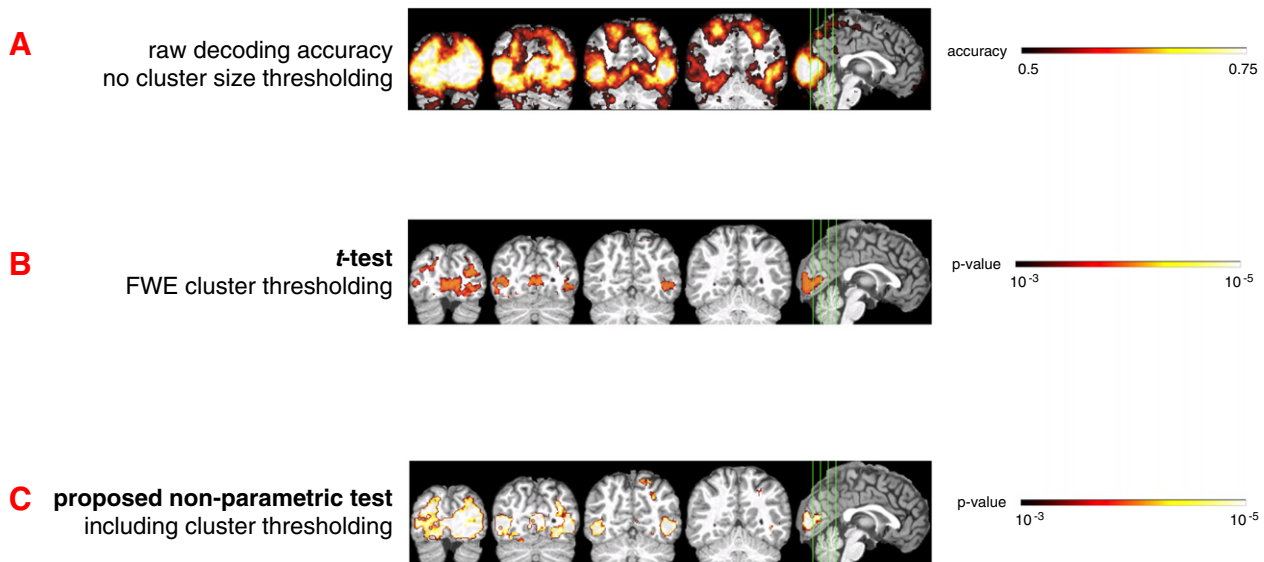 A
raw decoding accuracy
no cluster size thresholding
accuracy
0.5 0.75
B
t-test
FWE cluster thresholding
p-value
10-3 10-5
C
proposed non-parametric test
including cluster thresholding
p-value
10-3 10-5